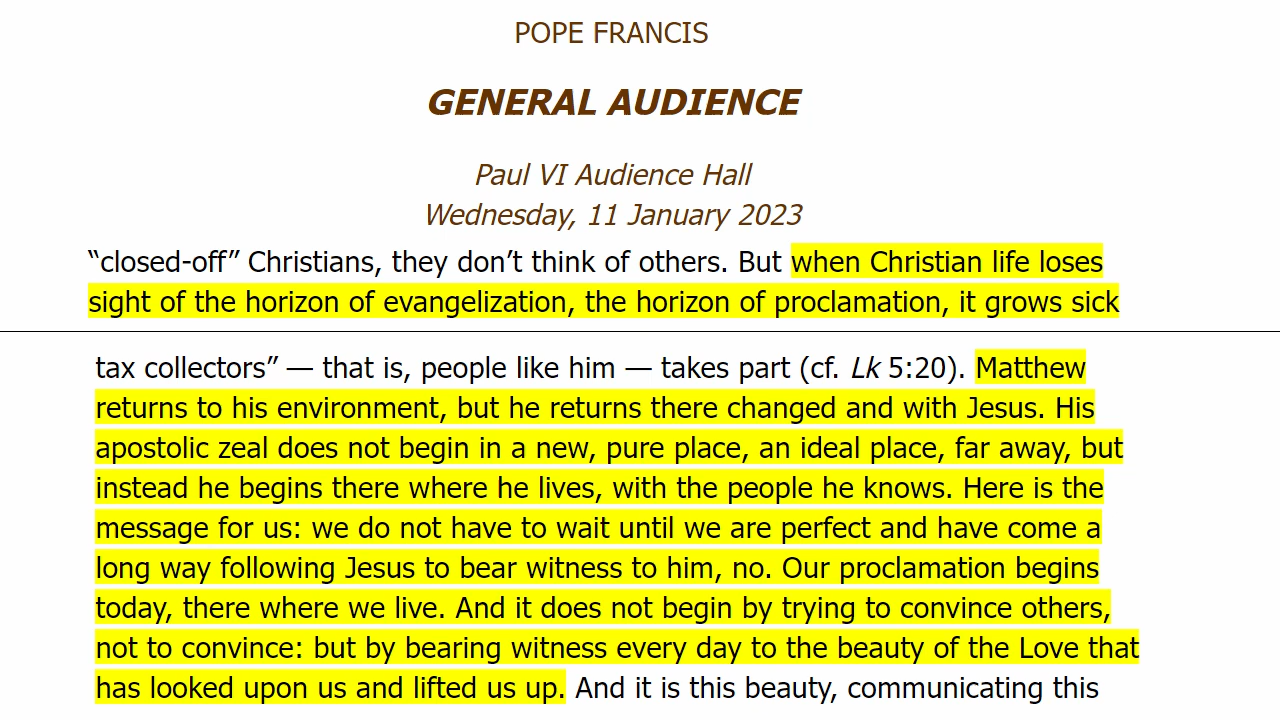 POPE FRANCIS
GENERAL AUDIENCE
Paul VI Audience Hall
Wednesday, 11 January 2023
“closed-off” Christians, they don’t think of others. But when Christian life loses
sight of the horizon of evangelization, the horizon of proclamation, it grows sick
tax collectors” — that is, people like him — takes part (cf. Lk 5:20). Matthew
returns to his environment, but he returns there changed and with Jesus. His
apostolic zeal does not begin in a new, pure place, an ideal place, far away, but
instead he begins there where he lives, with the people he knows. Here is the
message for us: we do not have to wait until we are perfect and have come a
long way following Jesus to bear witness to him, no. Our proclamation begins
today, there where we live. And it does not begin by trying to convince others,
not to convince: but by bearing witness every day to the beauty of the Love that
has looked upon us and lifted us up. And it is this beauty, communicating this